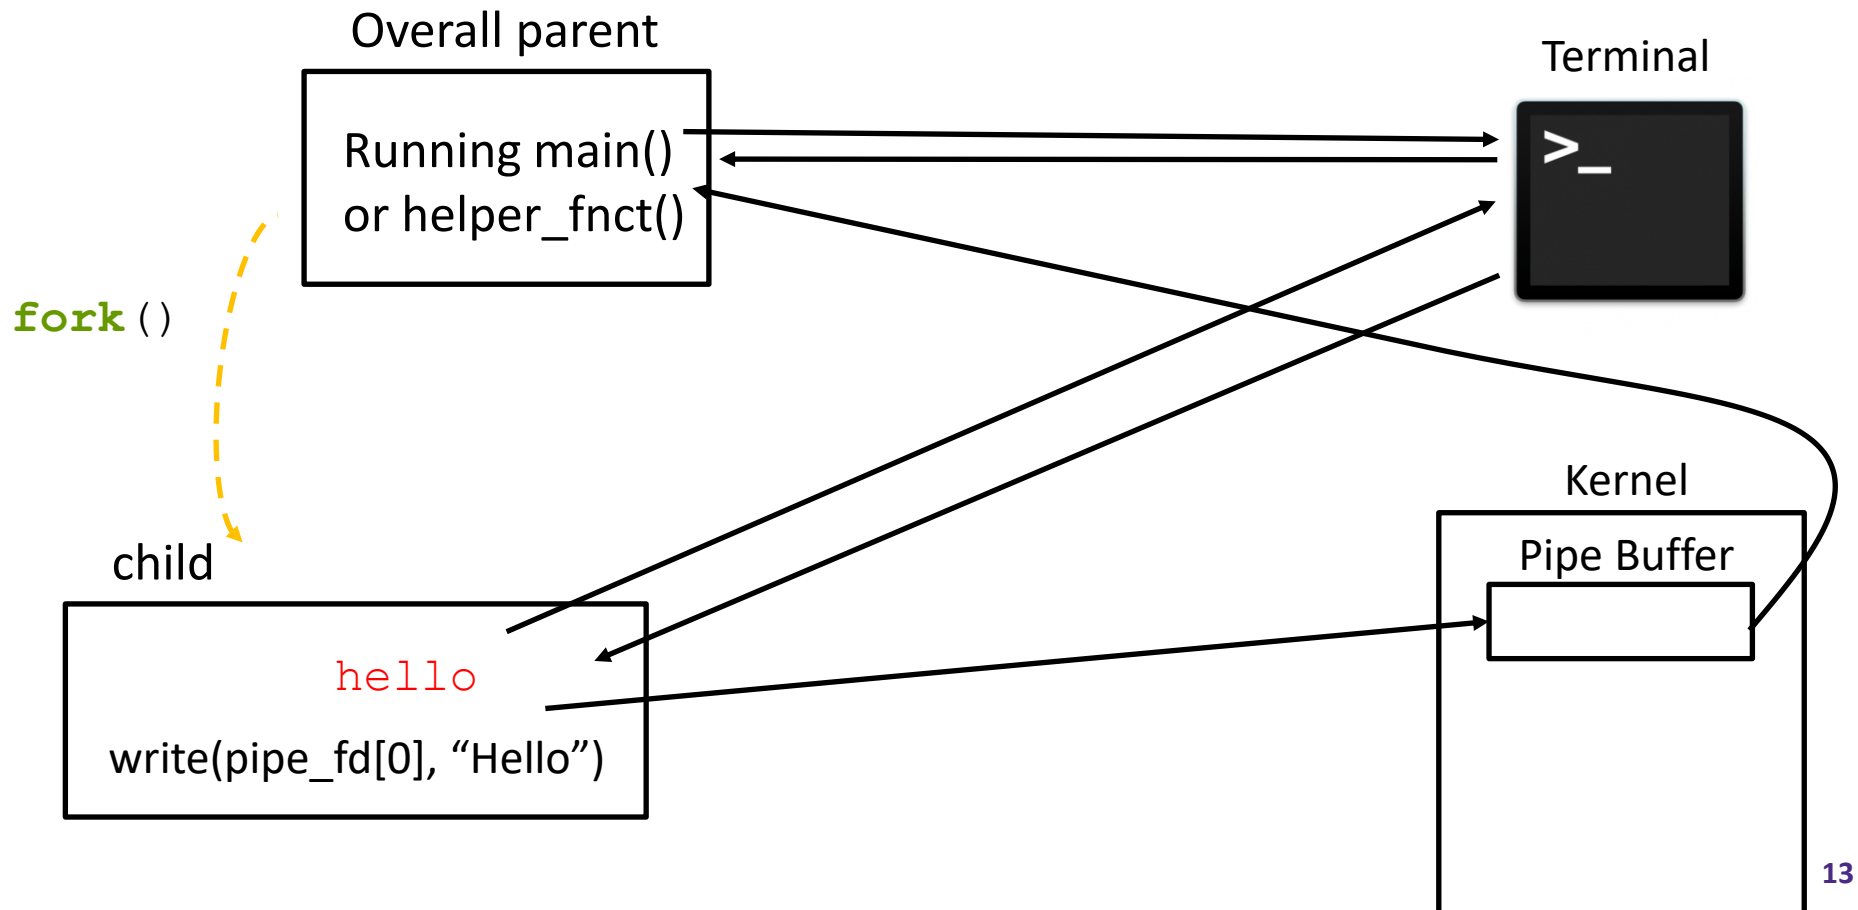 Overall parent
Terminal
Running main()
or helper_fnct()
>_
fork()
Kernel
child
Pipe Buffer
hello
write(pipe_fd[0], “Hello”)
13